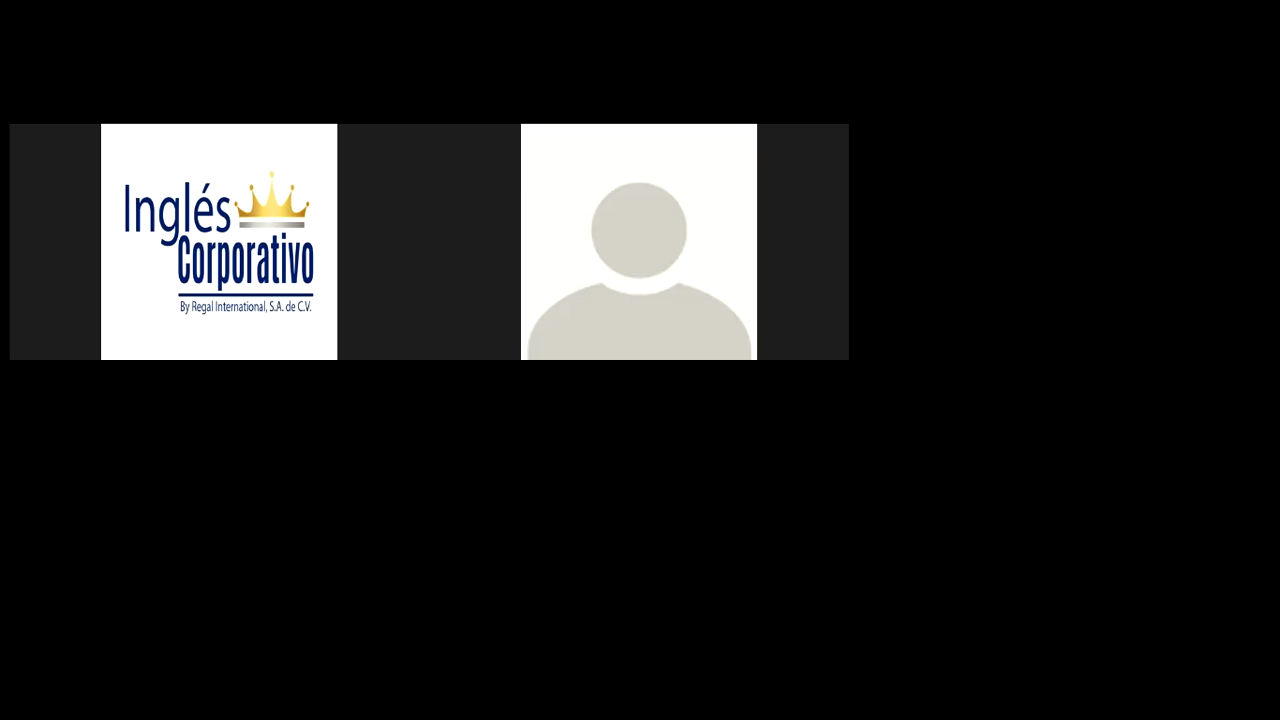 Inglés
Corporativo
By Regal International, S.A. de C.V.